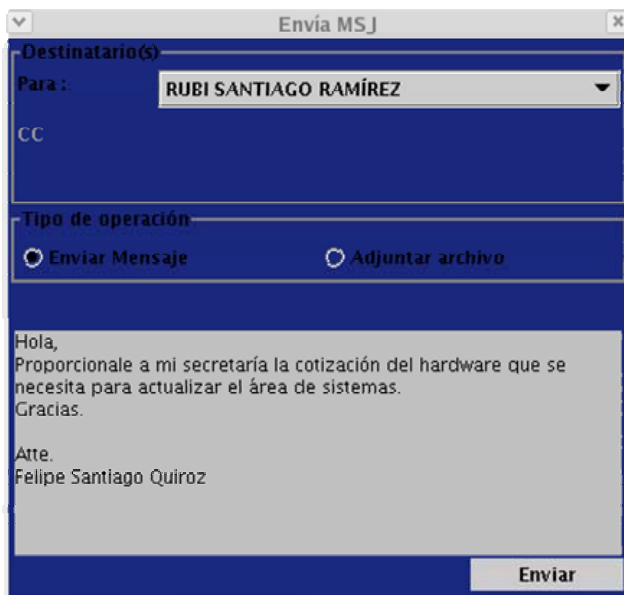 Envía MSJ
Destinatario(s)
Para : RUBI SANTIAGO RAMÍREZ
CC
Tipo de operación
Enviar Mensaje Adjuntar archivo
Hola,
Proporcionale a mi secretaría la cotización del hardware que se
necesita para actualizar el área de sistemas.
Gracias.
Atte.
Felipe Santiago Quiroz
Enviar